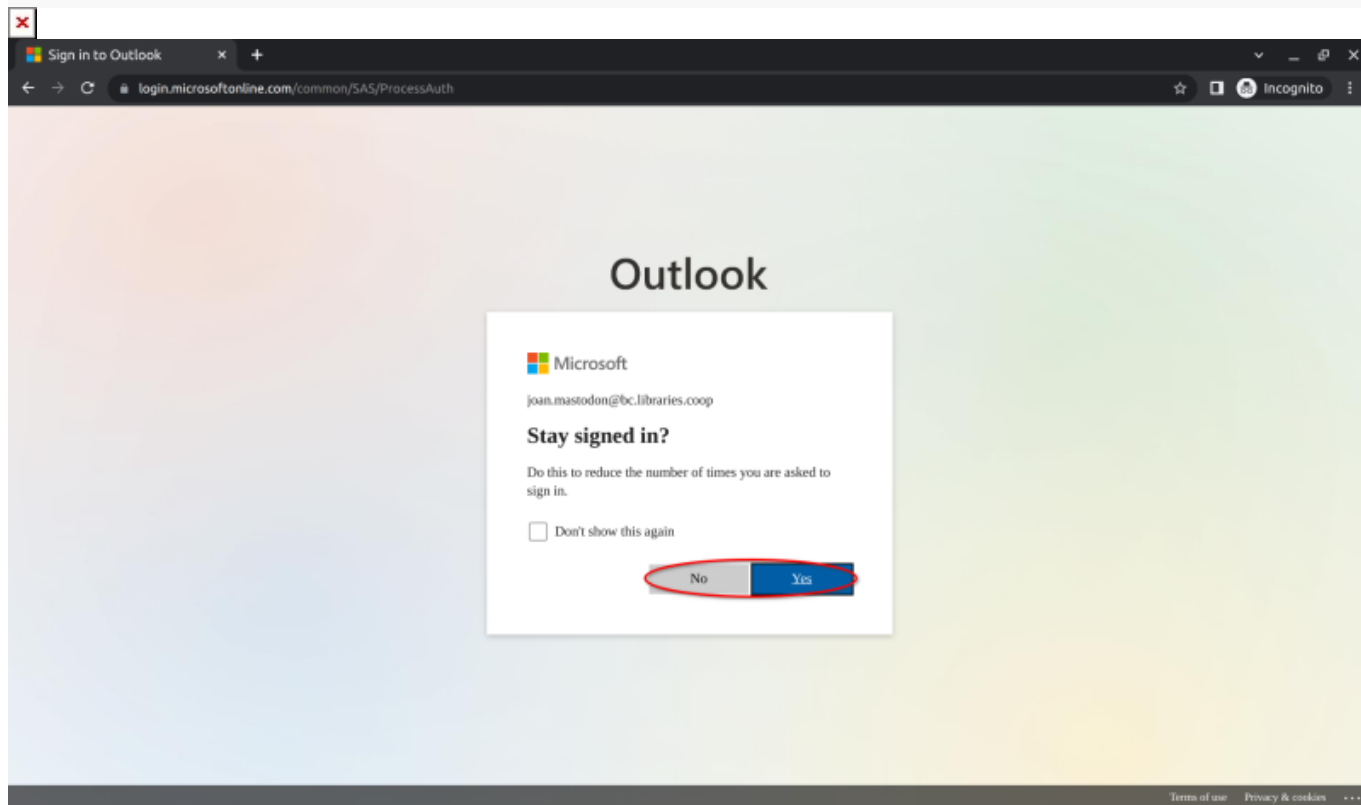 Sign in to Outlook
login.microsoftonline.com/common/SAS/ProcessAuth
Incognito
Outlook
Microsoft
joan.mastodon@bc.libraries.coop
Stay signed in?
Do this to reduce the number of times you are asked to
sign in.
Don't show this again
No Yes
Terms of use Privacy & cookies ...